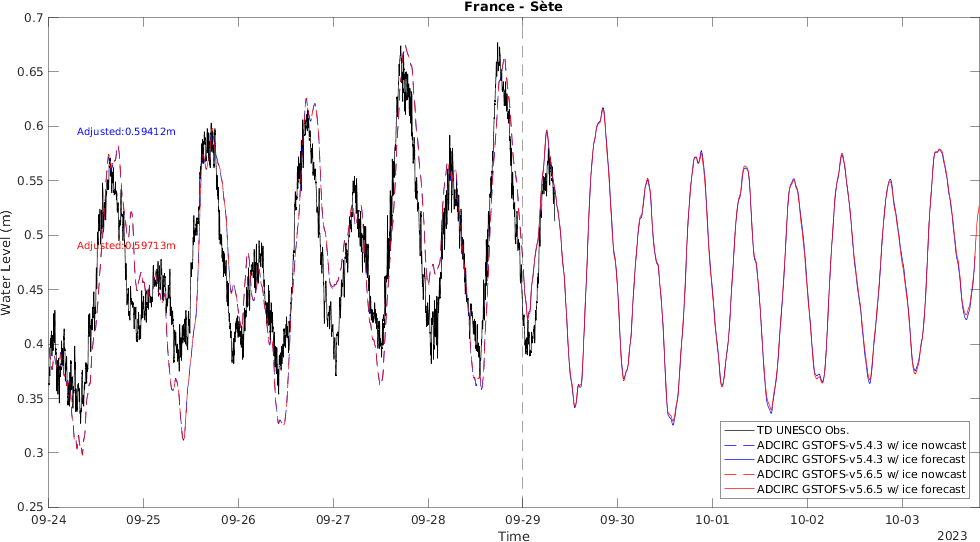 France - Sète
0.7
0.65
0.6
0.55
0.5
0.45
0.4
0.35
0.3
0.25
Water Level (m)
Adjusted:0.59412m
Adjusted:0.59713m
TD UNESCO Obs.
ADCIRC GSTOFS-v5.4.3 w/ ice nowcast
ADCIRC GSTOFS-v5.4.3 w/ ice forecast
ADCIRC GSTOFS-v5.6.5 w/ ice nowcast
ADCIRC GSTOFS-v5.6.5 w/ ice forecast
09-24 09-25 09-26 09-27 09-28 09-29 09-30 10-01 10-02 10-03
Time
2023